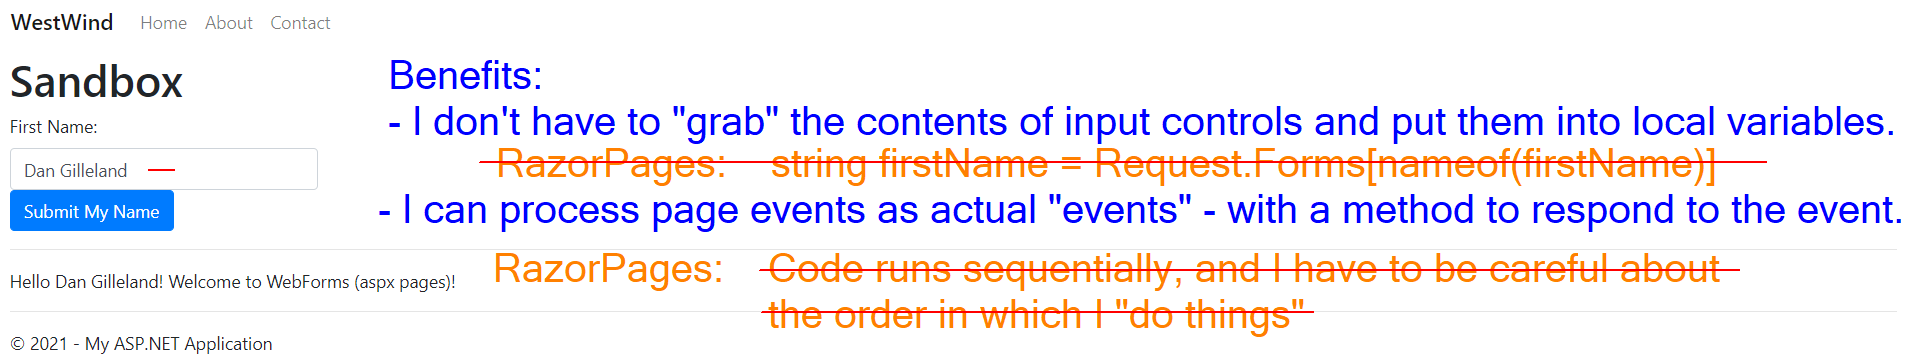 WestWind Home About Contact
Sandbox
First Name:
Dan Gilleland
Submit My Name
Hello Dan Gilleland! Welcome to WebForms (aspx pages)!
© 2021 - My ASP.NET Application
Benefits:
- I don't have to "grab" the contents of input controls and put them into local variables.
RazorPages: string firstName = Request.Forms[nameof(firstName)]
- I can process page events as actual "events" - with a method to respond to the event.
RazorPages: Code runs sequentially, and I have to be careful about
the order in which I "do things"